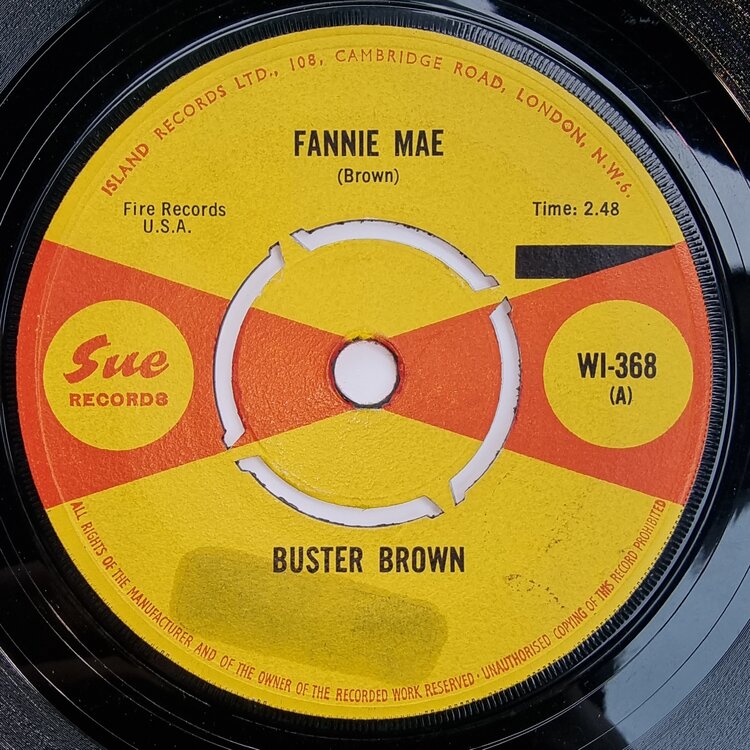 ISLAND RECORDS LTD., 108, CAMBRIDGE ROAD, LONDON, N.W.6.
FANNIE MAE
(Brown)
Fire Records
U.S.A.
Time: 2.48
Sue
RECORDS
WI-368
(A)
BUSTER BROWN
ALL RIGHTS OF THE MANUFACTURER AND OF THE OWNER OF THE RECORDED WORK RESERVED · UNAUTHORISED COPYING OF THIS RECORD PROHIBITED